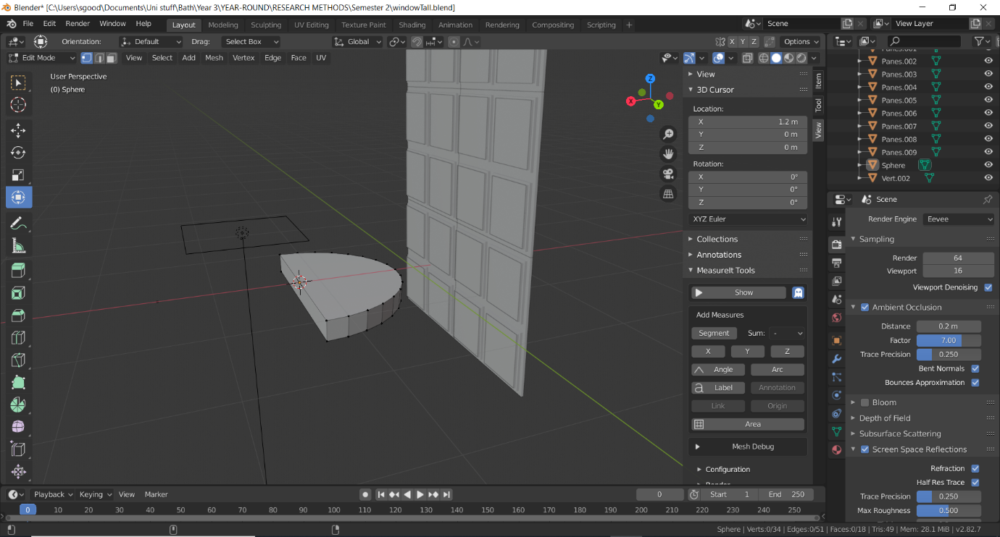 Blender* [C:\Users\sgood\Documents\Uni stuff\Bath\Year 3\YEAR-ROUND\RESEARCH METHODS\Semester 2\windowTall.blend]
File Edit Render Window Help Layout Modeling Sculpting UV Editing Texture Paint Shading Animation Rendering Compositing Scripting + Scene View Layer
Orientation: Default Drag: Select Box Global X Y Z Options
Edit Mode View Select Add Mesh Vertex Edge Face UV
User Perspective
(0) Sphere
Z
X
Y
View
3D Cursor
Location:
X 1.2 m
Y 0 m
Z 0 m
Rotation:
X 0°
Y 0°
Z 0°
XYZ Euler
Collections
Annotations
MeasureIt Tools
Show
Add Measures
Segment Sum: -
X Y Z
Angle Arc
a Label Annotation
Link Origin
Area
Mesh Debug
Configuration
Render
Item
Tool
View
Panes.001
Panes.002
Panes.003
Panes.004
Panes.005
Panes.006
Panes.007
Panes.008
Panes.009
Sphere
Vert.002
Scene
Render Engine Eevee
Sampling
Render 64
Viewport 16
Viewport Denoising
Ambient Occlusion
Distance 0.2 m
Factor 7.00
Trace Precision 0.250
Bent Normals
Bounces Approximation
Bloom
Depth of Field
Subsurface Scattering
Screen Space Reflections
Refraction
Half Res Trace
Trace Precision 0.250
Max Roughness 0.500
Playback Keying View Marker 0 Start 1 End 250
0 10 20 30 40 50 60 70 80 90 100 110 120 130 140 150 160 170 180 190 200 210 220 230 240 250
Sphere | Verts:0/34 | Edges:0/51 | Faces:0/18 | Tris:49 | Mem: 28.1 MiB | v2.82.7